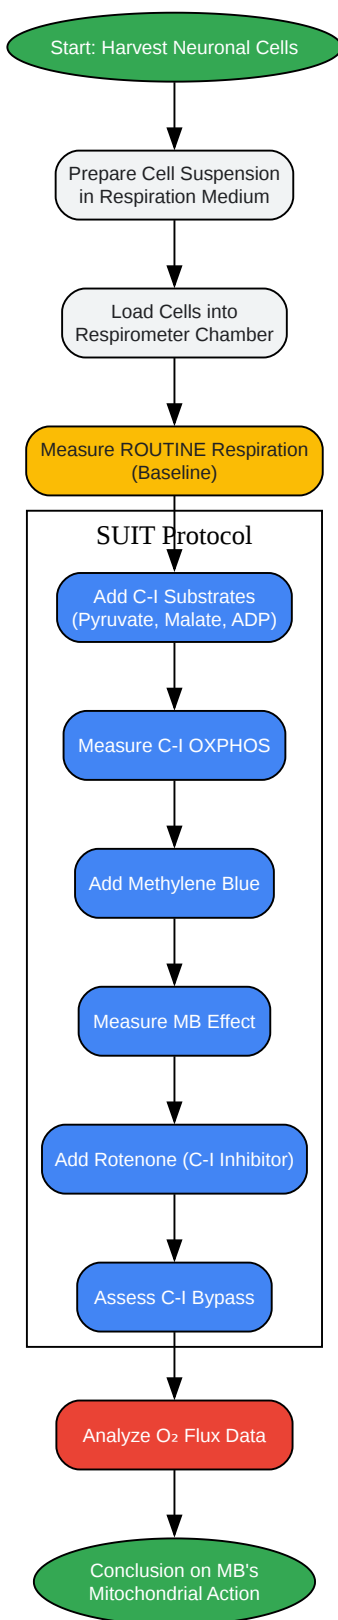 Start: Harvest Neuronal Cells
Prepare Cell Suspension
in Respiration Medium
Load Cells into
Respirometer Chamber
Measure ROUTINE Respiration
(Baseline)
SUIT Protocol
Add C-I Substrates
(Pyruvate, Malate, ADP)
Measure C-I OXPHOS
Add Methylene Blue
Measure MB Effect
Add Rotenone (C-I Inhibitor)
Assess C-I Bypass
Analyze O₂ Flux Data
Conclusion on MB's
Mitochondrial Action